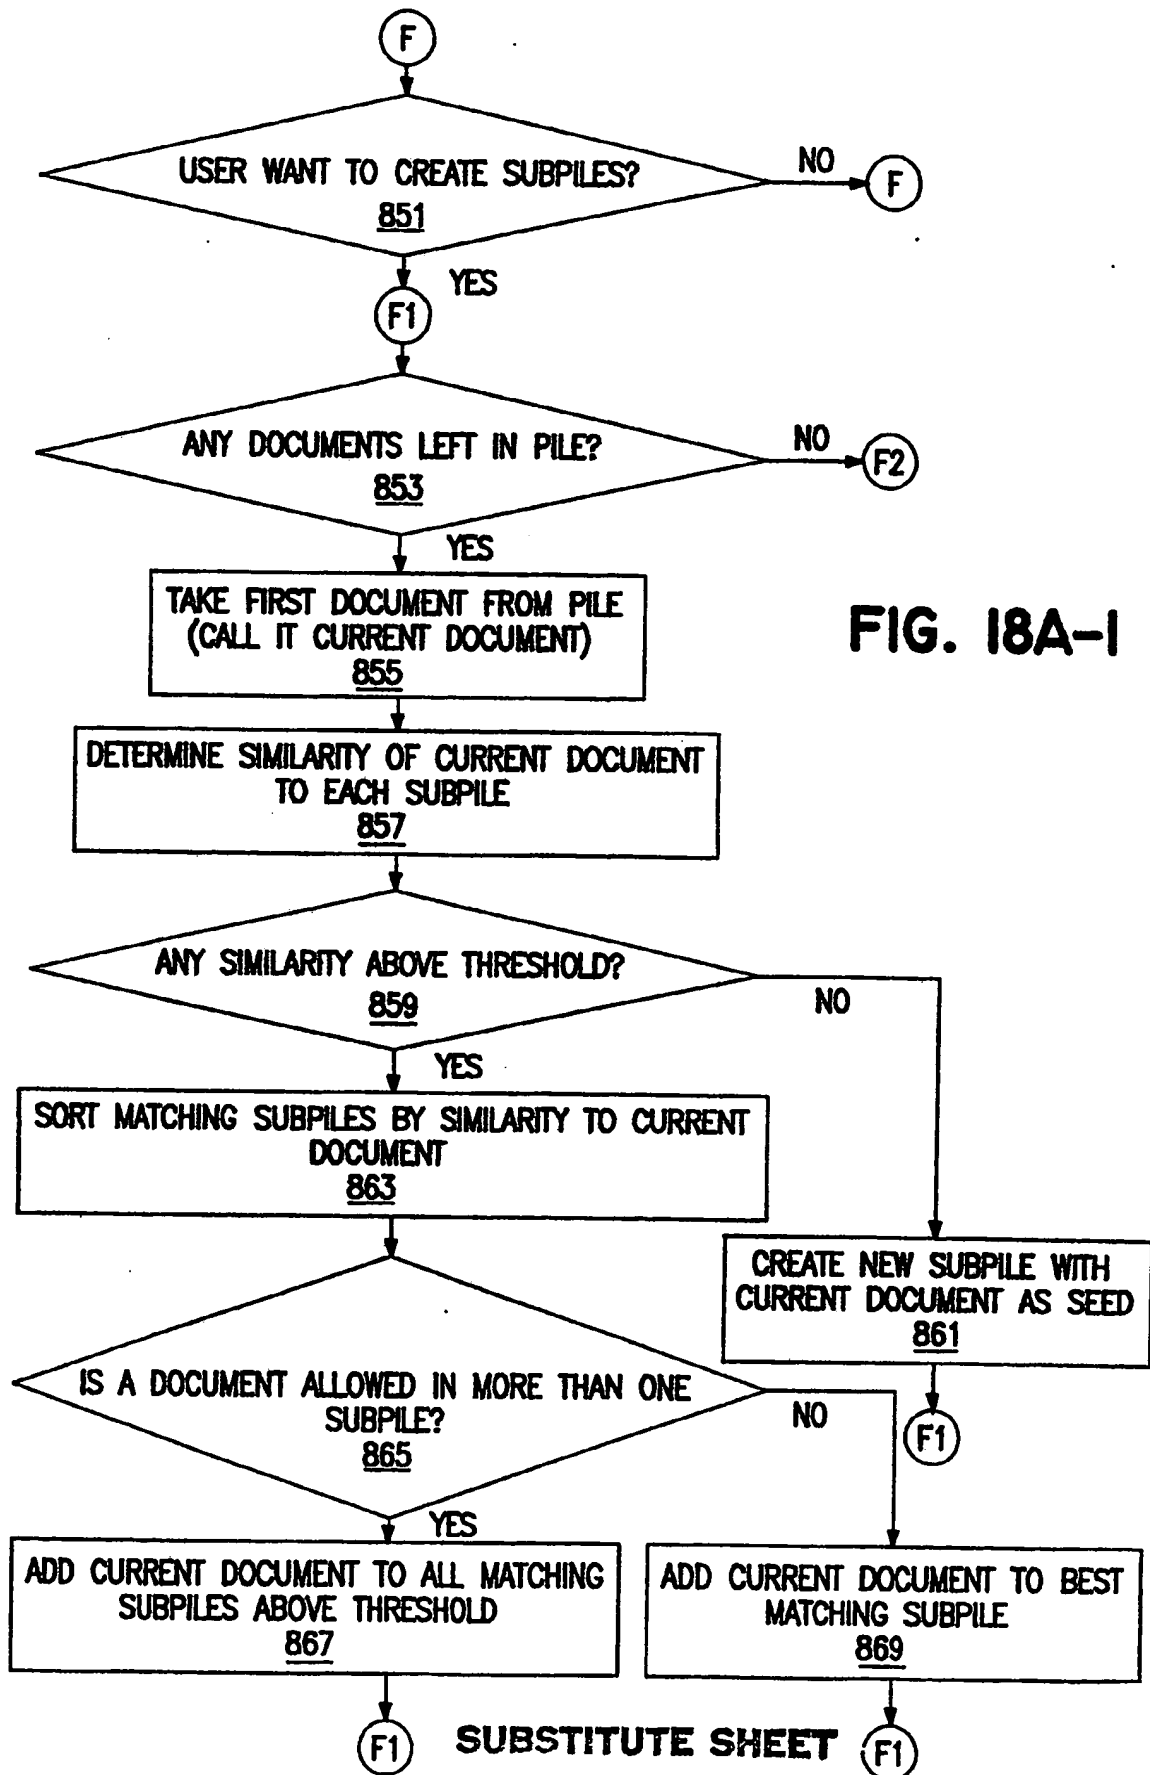 F
USER WANT TO CREATE SUBPILES?
851
NO
F
YES
F1
ANY DOCUMENTS LEFT IN PILE?
853
NO
F2
YES
TAKE FIRST DOCUMENT FROM PILE
(CALL IT CURRENT DOCUMENT)
855
FIG. 18A-1
DETERMINE SIMILARITY OF CURRENT DOCUMENT
TO EACH SUBPILE
857
ANY SIMILARITY ABOVE THRESHOLD?
859
NO
YES
SORT MATCHING SUBPILES BY SIMILARITY TO CURRENT
DOCUMENT
863
CREATE NEW SUBPILE WITH
CURRENT DOCUMENT AS SEED
861
F1
IS A DOCUMENT ALLOWED IN MORE THAN ONE
SUBPILE?
865
NO
YES
ADD CURRENT DOCUMENT TO ALL MATCHING
SUBPILES ABOVE THRESHOLD
867
ADD CURRENT DOCUMENT TO BEST
MATCHING SUBPILE
869
F1
SUBSTITUTE SHEET
F1